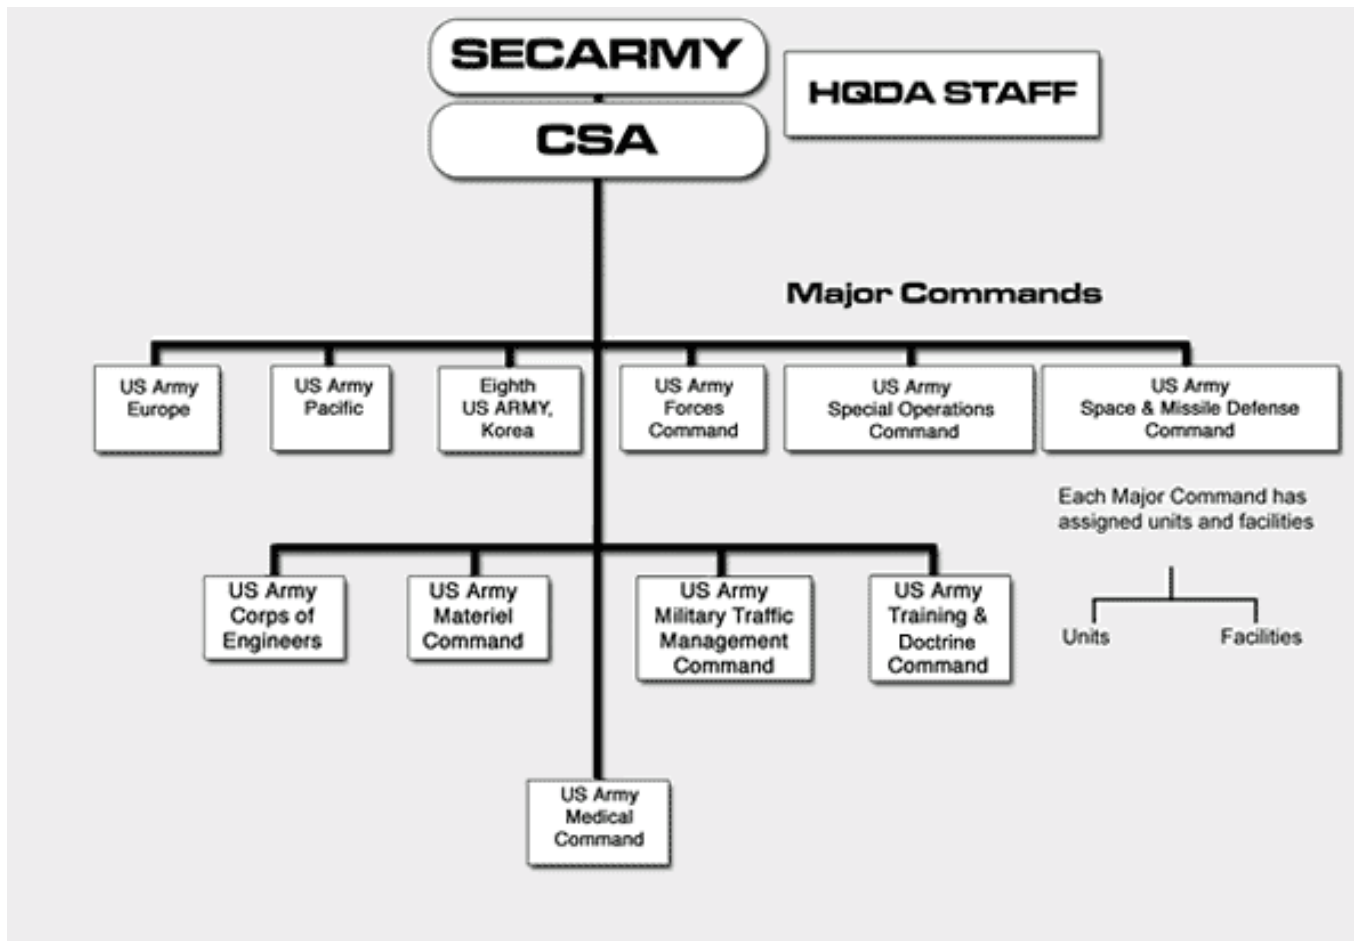 SECARMY
HQDA STAFF
CSA
Major Commands
US Army
Europe
US Army
Pacific
Eighth
US ARMY,
Korea
US Army
Forces
Command
US Army
Special Operations
Command
US Army
Space & Missile Defense
Command
Each Major Command has
assigned units and facilities
Units
Facilities
US Army
Corps of
Engineers
US Army
Materiel
Command
US Army
Military Traffic
Management
Command
US Army
Training &
Doctrine
Command
US Army
Medical
Command